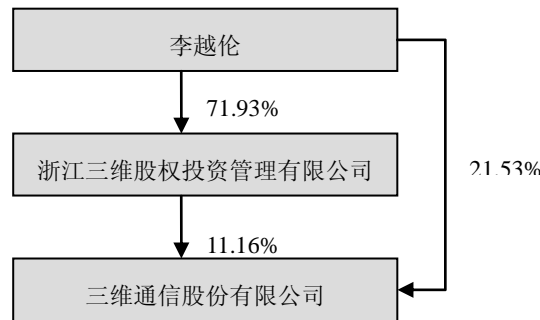 李越伦
71.93%
浙江三维股权投资管理有限公司
21.53%
11.16%
三维通信股份有限公司